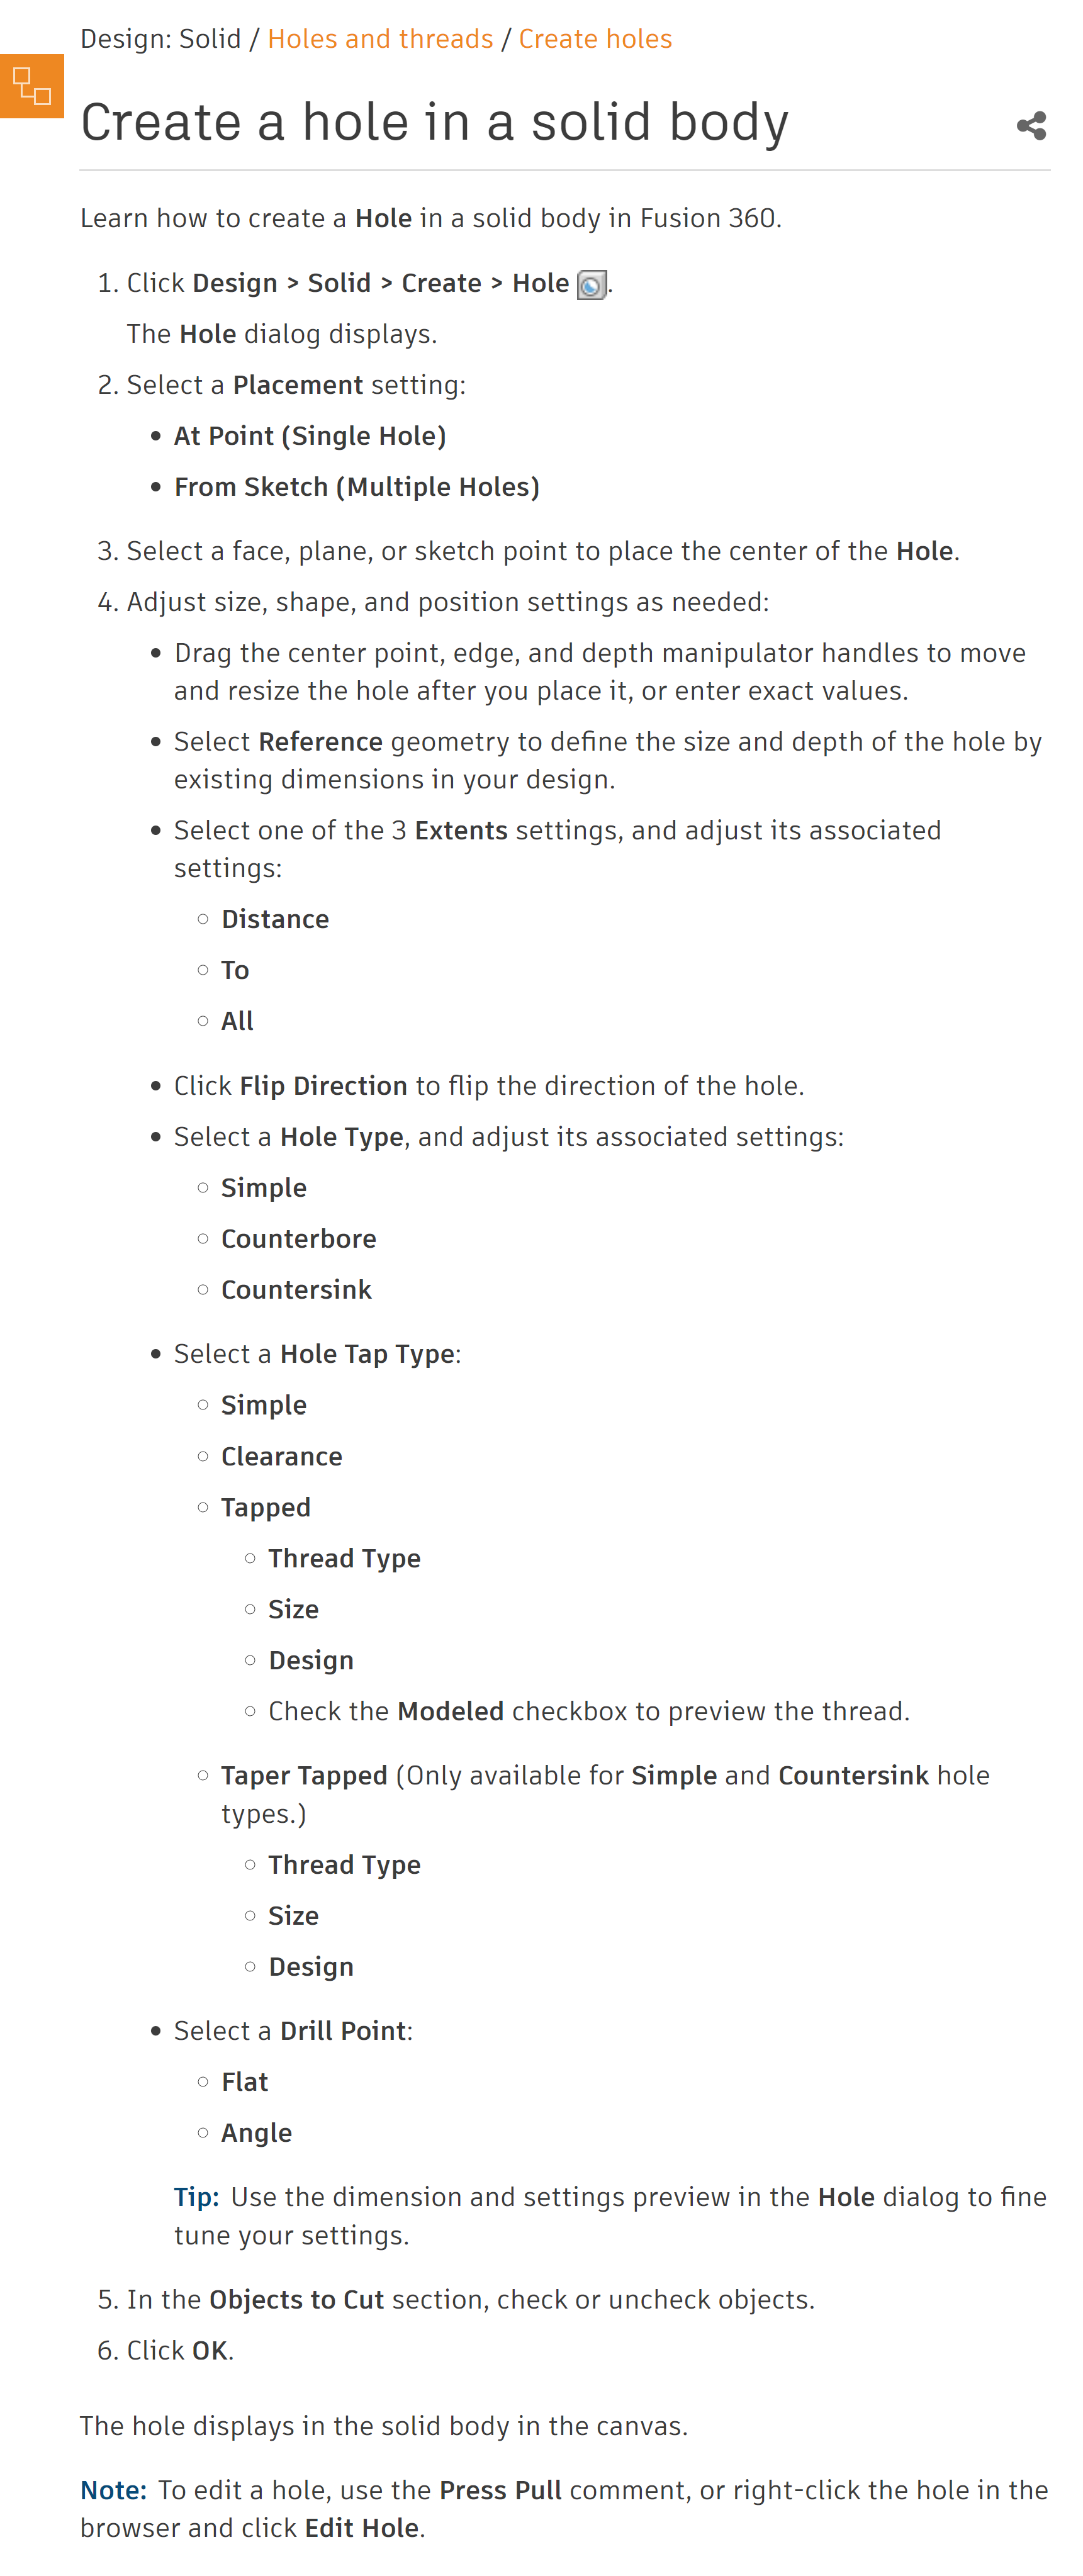 Design: Solid / Holes and threads / Create holes
Create a hole in a solid body
Learn how to create a Hole in a solid body in Fusion 360.
1. Click Design > Solid > Create > Hole .
The Hole dialog displays.
2. Select a Placement setting:
• At Point (Single Hole)
• From Sketch (Multiple Holes)
3. Select a face, plane, or sketch point to place the center of the Hole.
4. Adjust size, shape, and position settings as needed:
• Drag the center point, edge, and depth manipulator handles to move
and resize the hole after you place it, or enter exact values.
• Select Reference geometry to define the size and depth of the hole by
existing dimensions in your design.
• Select one of the 3 Extents settings, and adjust its associated
settings:
○ Distance
○ To
○ All
• Click Flip Direction to flip the direction of the hole.
• Select a Hole Type, and adjust its associated settings:
○ Simple
○ Counterbore
○ Countersink
• Select a Hole Tap Type:
○ Simple
○ Clearance
○ Tapped
○ Thread Type
○ Size
○ Design
○ Check the Modeled checkbox to preview the thread.
○ Taper Tapped (Only available for Simple and Countersink hole
types.)
○ Thread Type
○ Size
○ Design
• Select a Drill Point:
○ Flat
○ Angle
Tip: Use the dimension and settings preview in the Hole dialog to fine
tune your settings.
5. In the Objects to Cut section, check or uncheck objects.
6. Click OK.
The hole displays in the solid body in the canvas.
Note: To edit a hole, use the Press Pull comment, or right-click the hole in the
browser and click Edit Hole.